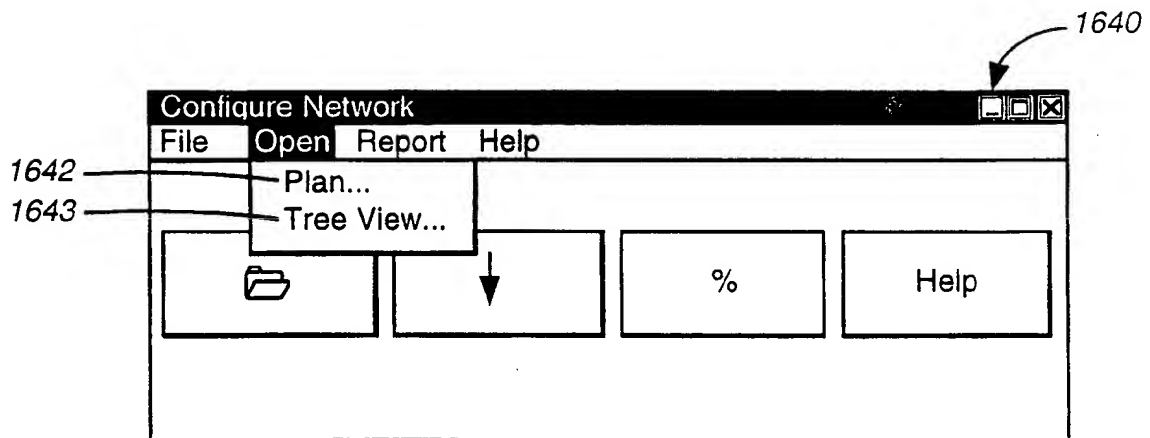 1640
Configure Network
File Open Report Help
1642
Plan...
1643
Tree View...
%
Help